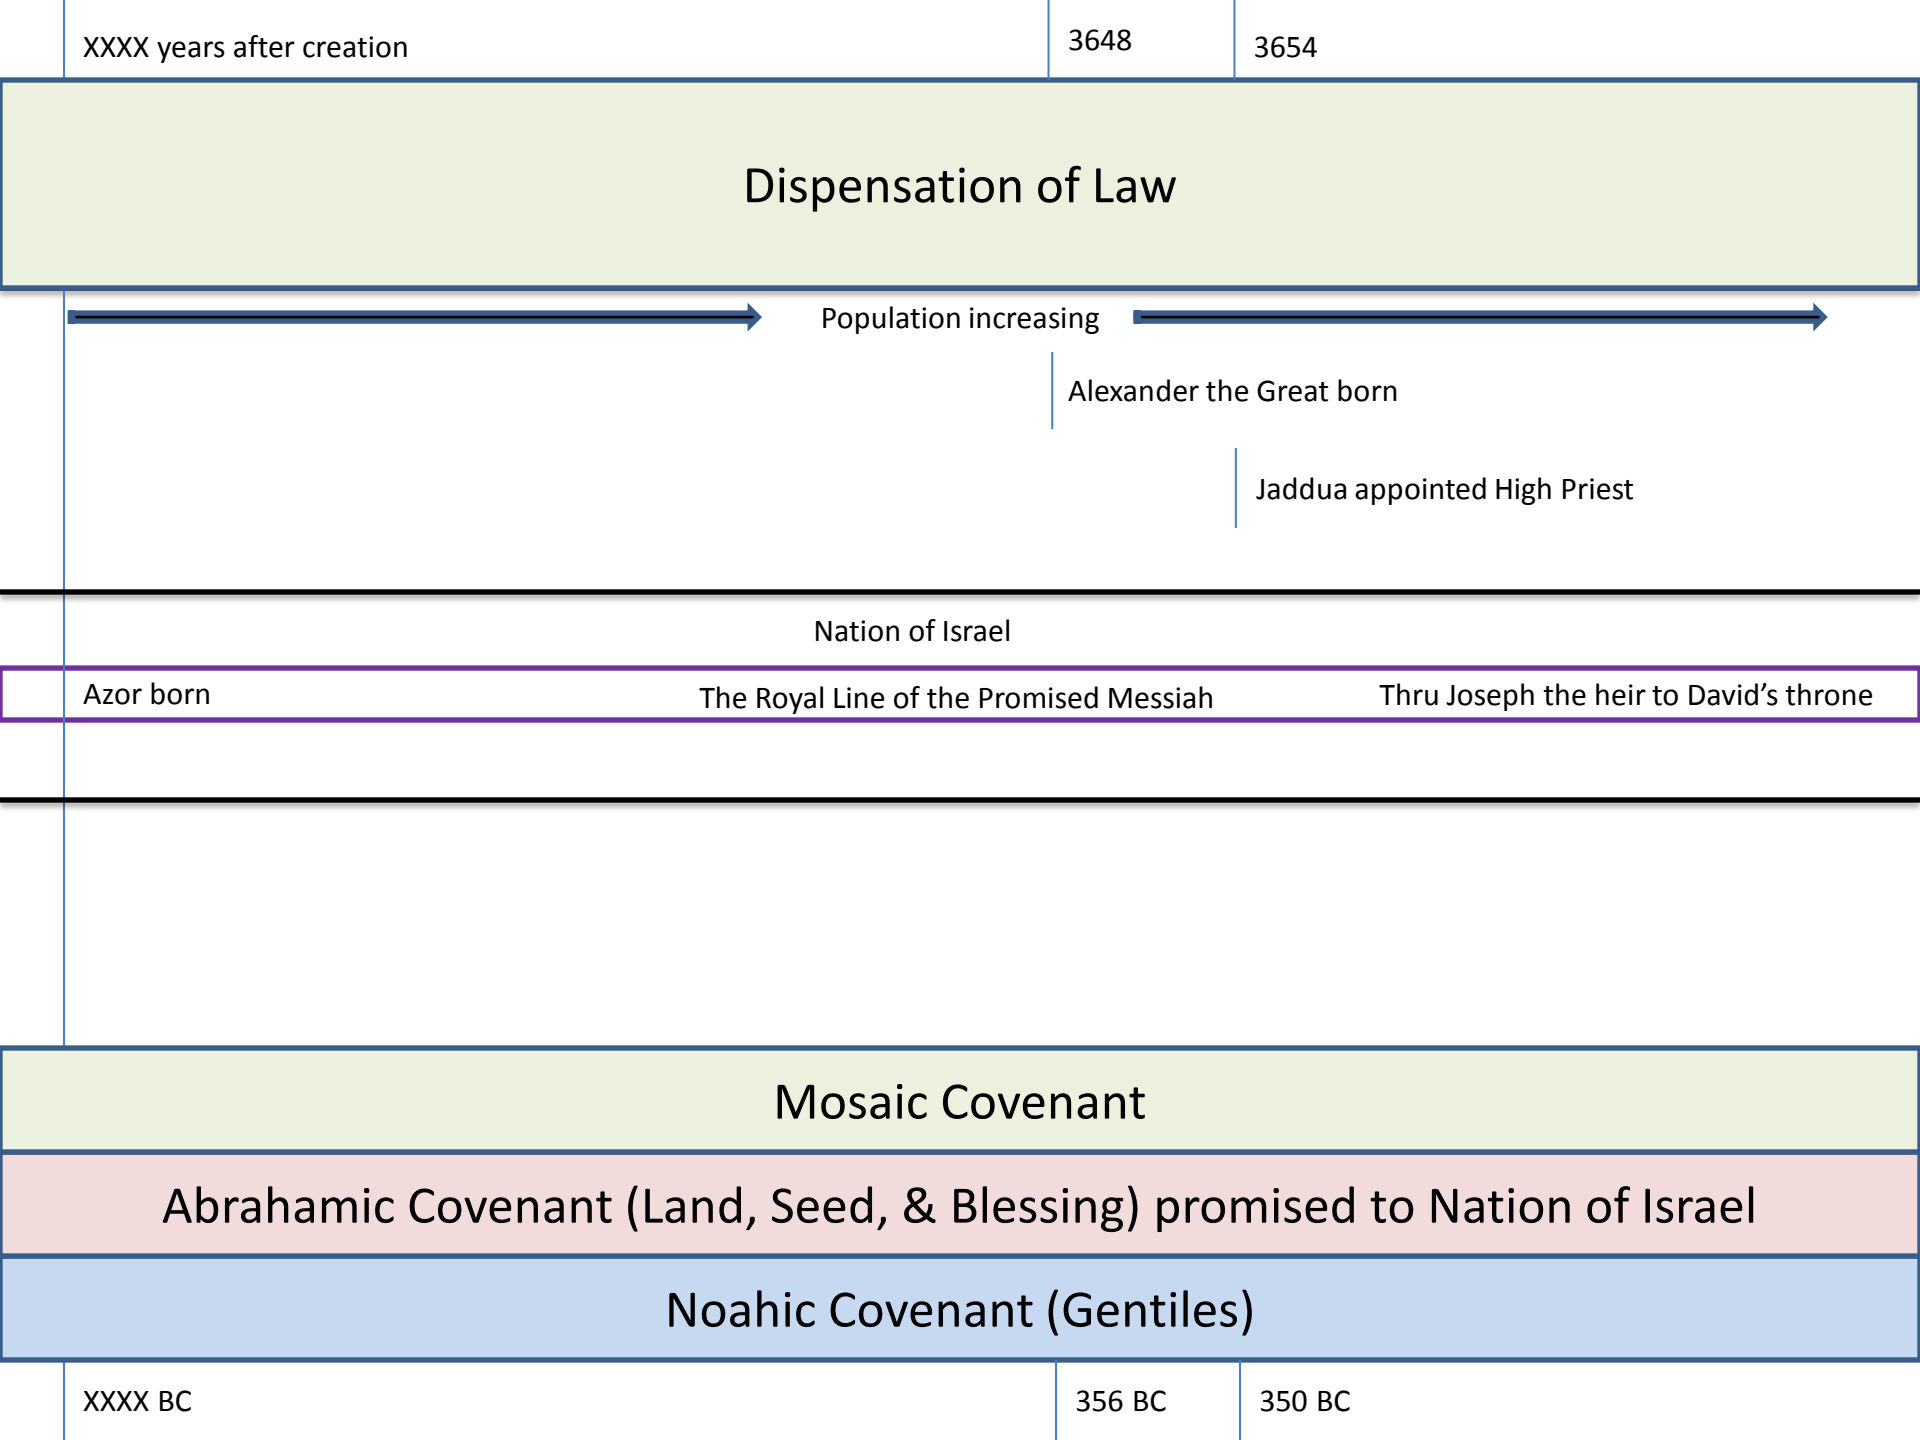 XXXX years after creation
3648
3654
Dispensation of Law
Population increasing
Alexander the Great born
Jaddua appointed High Priest
Nation of Israel
Azor born
The Royal Line of the Promised Messiah
Thru Joseph the heir to David’s throne
Mosaic Covenant
Abrahamic Covenant (Land, Seed, & Blessing) promised to Nation of Israel
Noahic Covenant (Gentiles)
XXXX BC
356 BC
350 BC